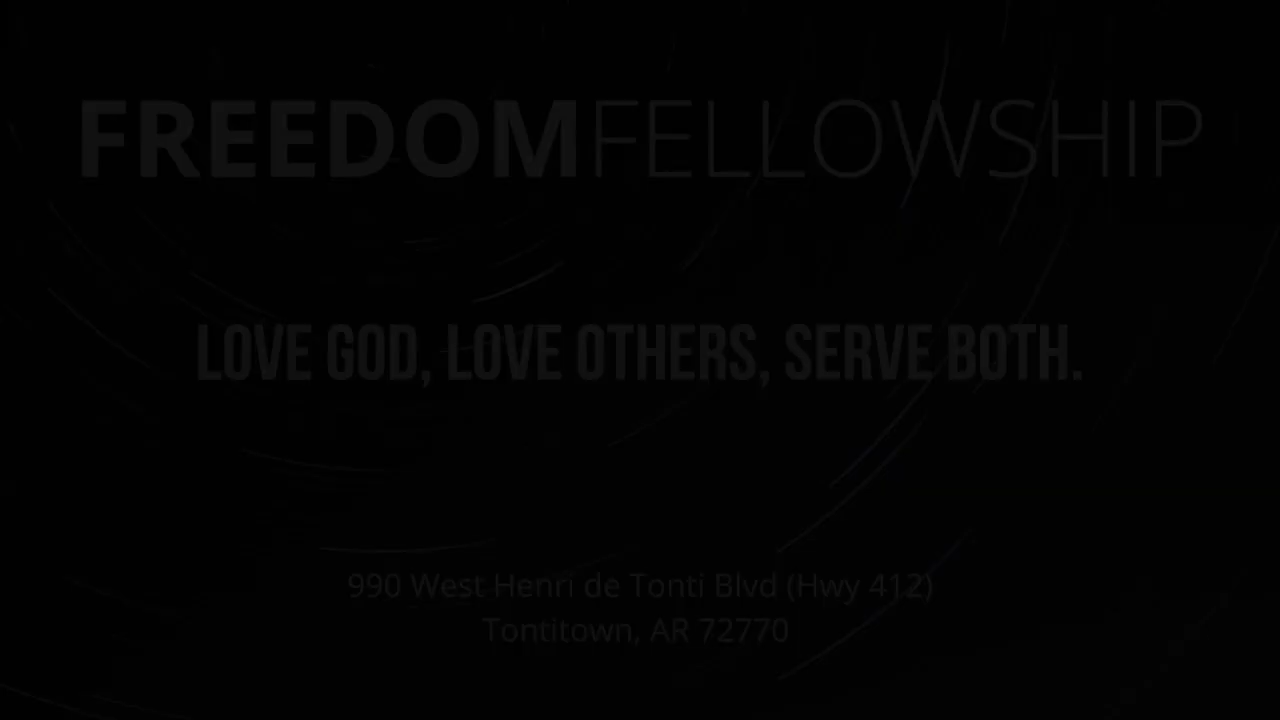 FREEDOMFELLOWSHIP
LOVE GOD, LOVE OTHERS, SERVE BOTH.
990 West Henri de Tonti Blvd (Hwy 412)
Tontitown, AR 72770